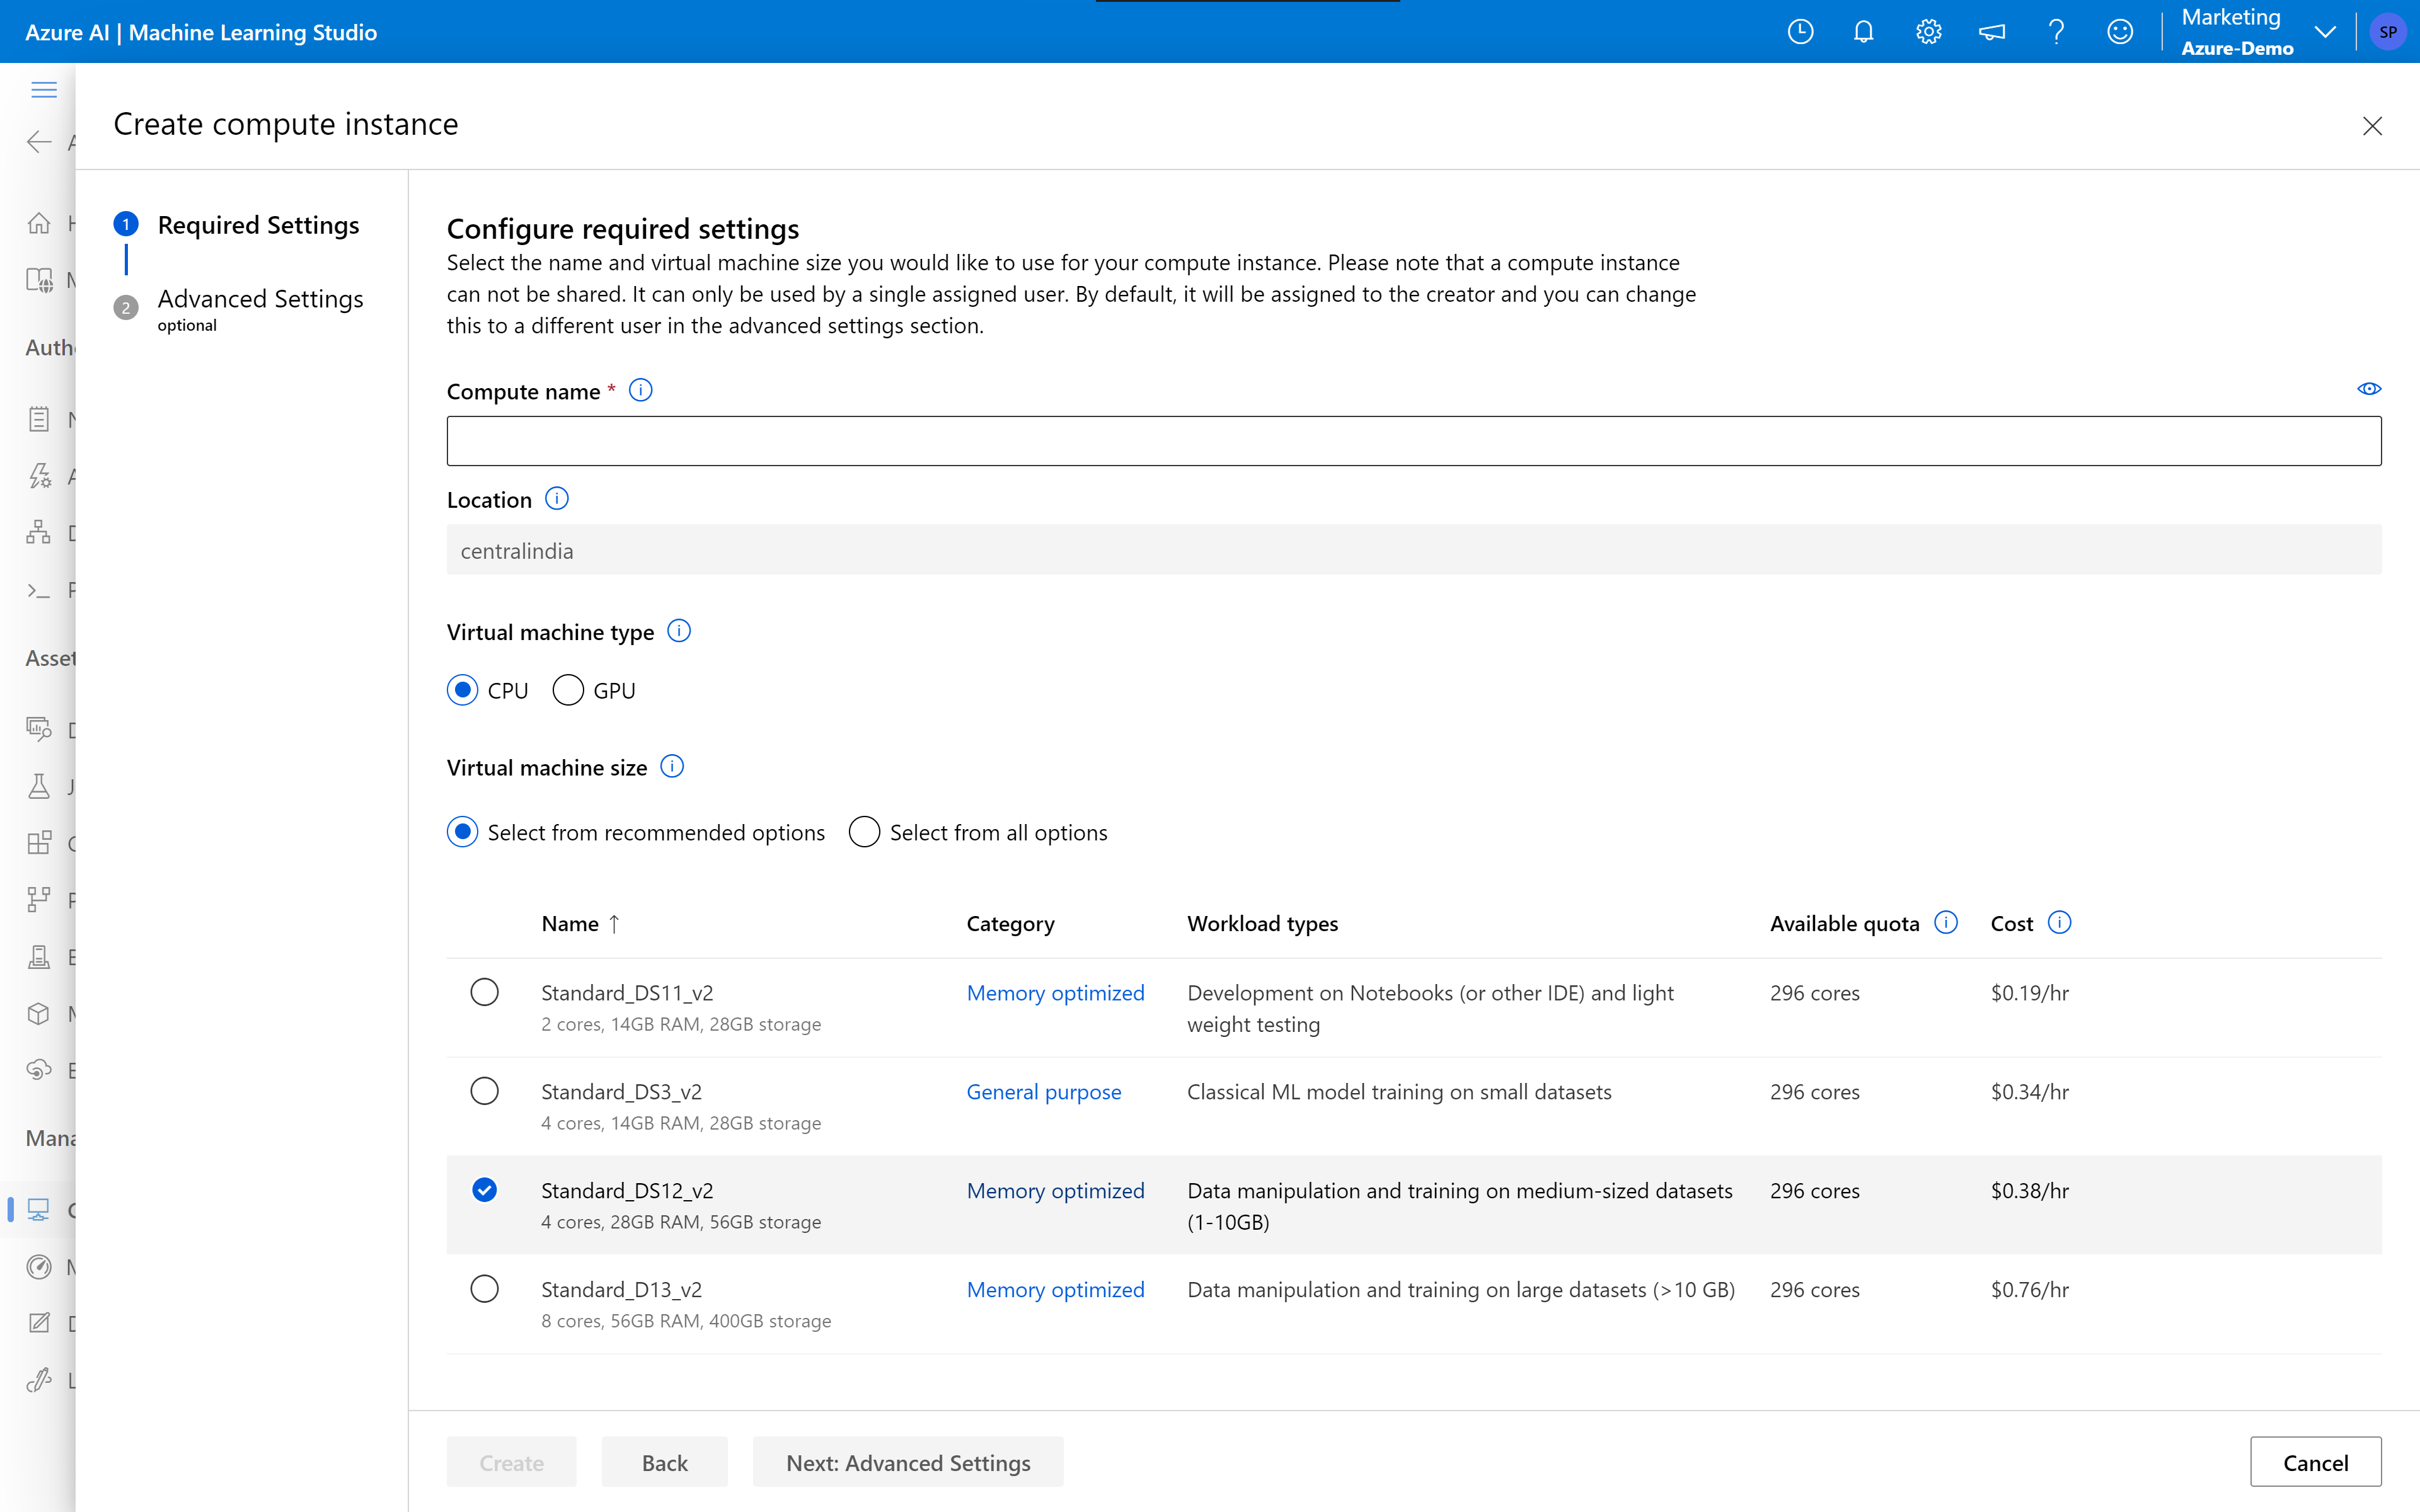 Azure AI | Machine Learning Studio
Marketing
Azure-Demo
SP
Create compute instance
1 Required Settings
2 Advanced Settings
optional
Auth
Asset
Mana
Configure required settings
Select the name and virtual machine size you would like to use for your compute instance. Please note that a compute instance
can not be shared. It can only be used by a single assigned user. By default, it will be assigned to the creator and you can change
this to a different user in the advanced settings section.
Compute name *
Location
centralindia
Virtual machine type
CPU GPU
Virtual machine size
Select from recommended options Select from all options
Name ↑ Category Workload types Available quota Cost
Standard_DS11_v2 Memory optimized Development on Notebooks (or other IDE) and light 296 cores $0.19/hr
2 cores, 14GB RAM, 28GB storage weight testing
Standard_DS3_v2 General purpose Classical ML model training on small datasets 296 cores $0.34/hr
4 cores, 14GB RAM, 28GB storage
Standard_DS12_v2 Memory optimized Data manipulation and training on medium-sized datasets 296 cores $0.38/hr
4 cores, 28GB RAM, 56GB storage (1-10GB)
Standard_D13_v2 Memory optimized Data manipulation and training on large datasets (>10 GB) 296 cores $0.76/hr
8 cores, 56GB RAM, 400GB storage
Create Back Next: Advanced Settings Cancel